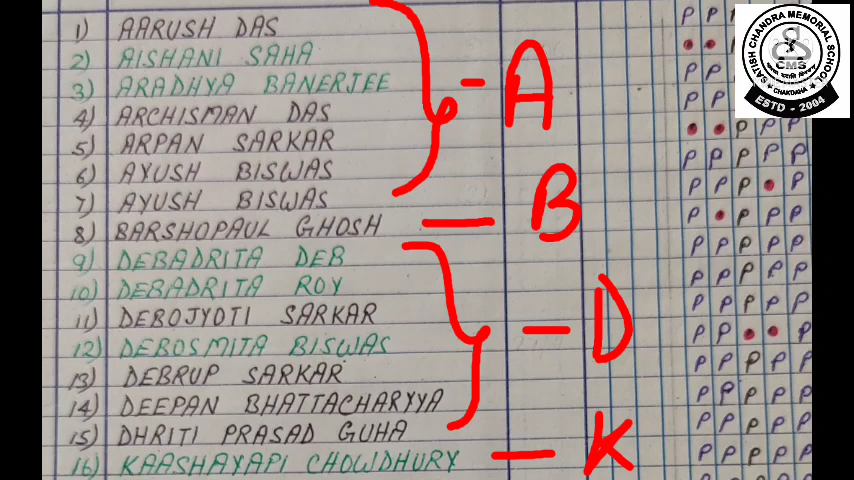 1) AARUSH DAS
2) AISHANI SAHA
3) ARADHYA BANERJEE
4) ARCHISMAN DAS
5) ARPAN SARKAR
6) AYUSH BISWAS
7) AYUSH BISWAS
8) BARSHOPAUL GHOSH
9) DEBADRITA DEB
10) DEBADRITA ROY
11) DEBOJYOTI SARKAR
12) DEBOSMITA BISWAS
13) DEBRUP SARKAR
14) DEEPAN BHATTACHARYYA
15) DHRITI PRASAD GUHA
16) KAASHAYAPI CHOWDHURY
- A
— B
— D
— K
P P
P P
P P
P P P
P P P P P
P P P P
P P P P
P P P P P
P P P P P
P P P P P
P P P
P P P P P
P P P P P
P P P P P
P P P P P
SATISH CHANDRA MEMORIAL SCHOOL
CMS
CHAKDAHA
ESTD - 2004